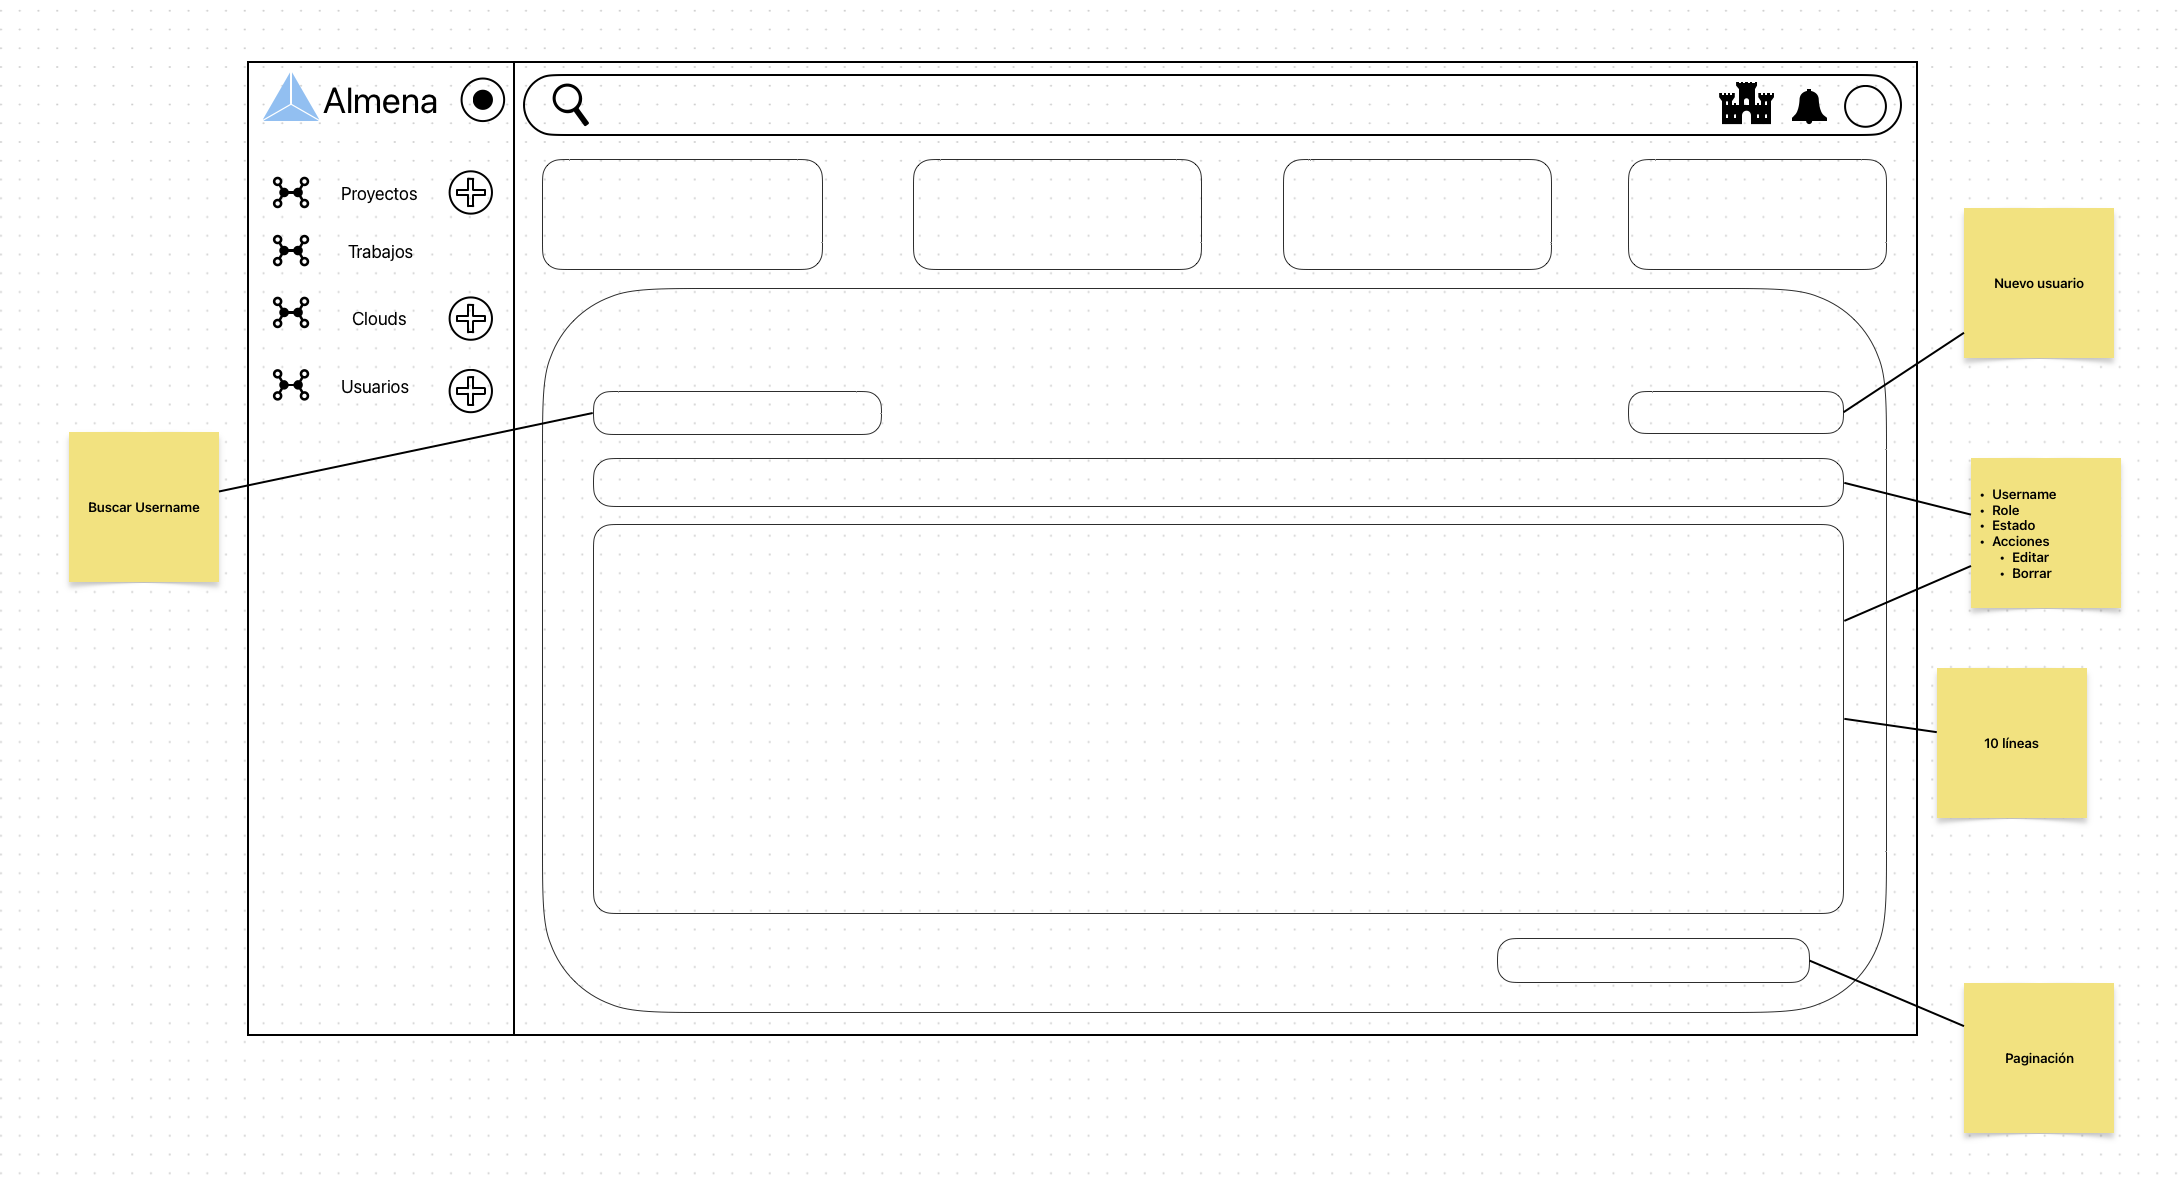 Almena
Proyectos
Trabajos
Clouds
Usuarios
Buscar Username
Nuevo usuario
• Username
• Role
• Estado
• Acciones
• Editar
• Borrar
10 líneas
Paginación